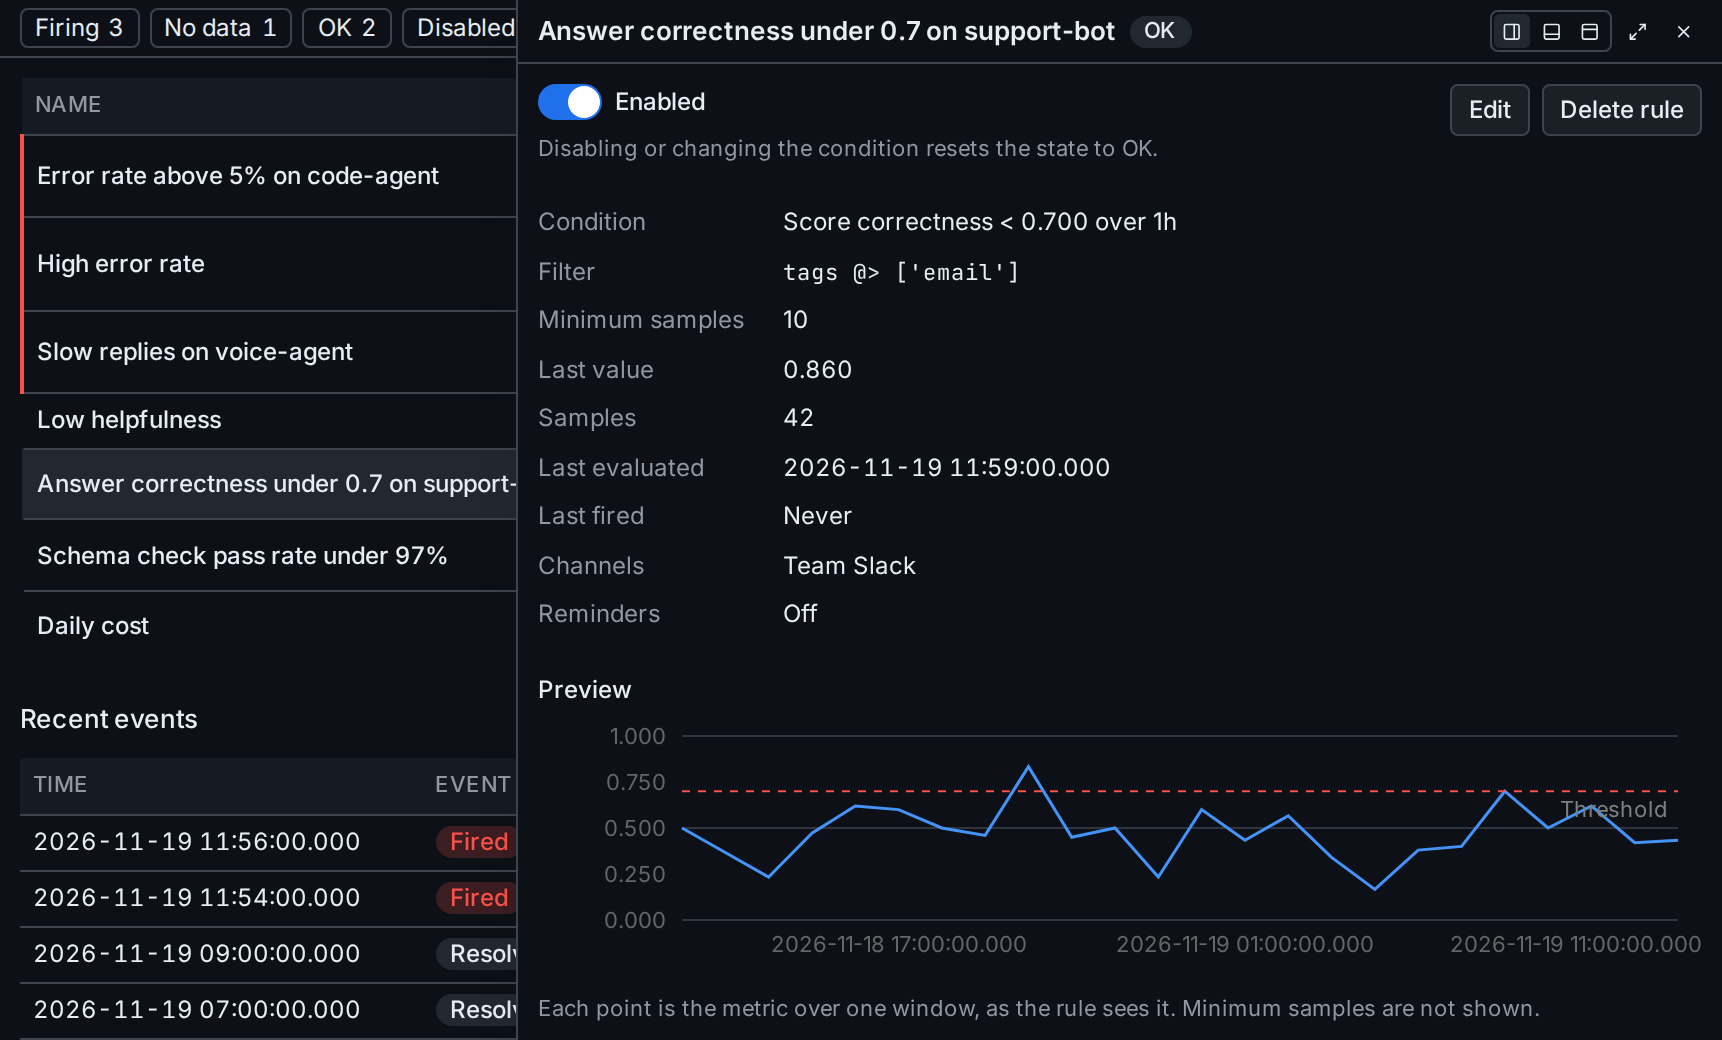 Firing 3
No data 1
OK 2
Disabled
NAME
Error rate above 5% on code-agent
High error rate
Slow replies on voice-agent
Low helpfulness
Answer correctness under 0.7 on support-
Schema check pass rate under 97%
Daily cost
Recent events
TIME EVENT
2026-11-19 11:56:00.000 Fired
2026-11-19 11:54:00.000 Fired
2026-11-19 09:00:00.000 Resolv
2026-11-19 07:00:00.000 Resolv
Answer correctness under 0.7 on support-bot OK
Enabled
Edit
Delete rule
Disabling or changing the condition resets the state to OK.
Condition Score correctness < 0.700 over 1h
Filter tags @> ['email']
Minimum samples 10
Last value 0.860
Samples 42
Last evaluated 2026-11-19 11:59:00.000
Last fired Never
Channels Team Slack
Reminders Off
Preview
1.000
0.750
Threshold
0.500
0.250
0.000
2026-11-18 17:00:00.000 2026-11-19 01:00:00.000 2026-11-19 11:00:00.000
Each point is the metric over one window, as the rule sees it. Minimum samples are not shown.